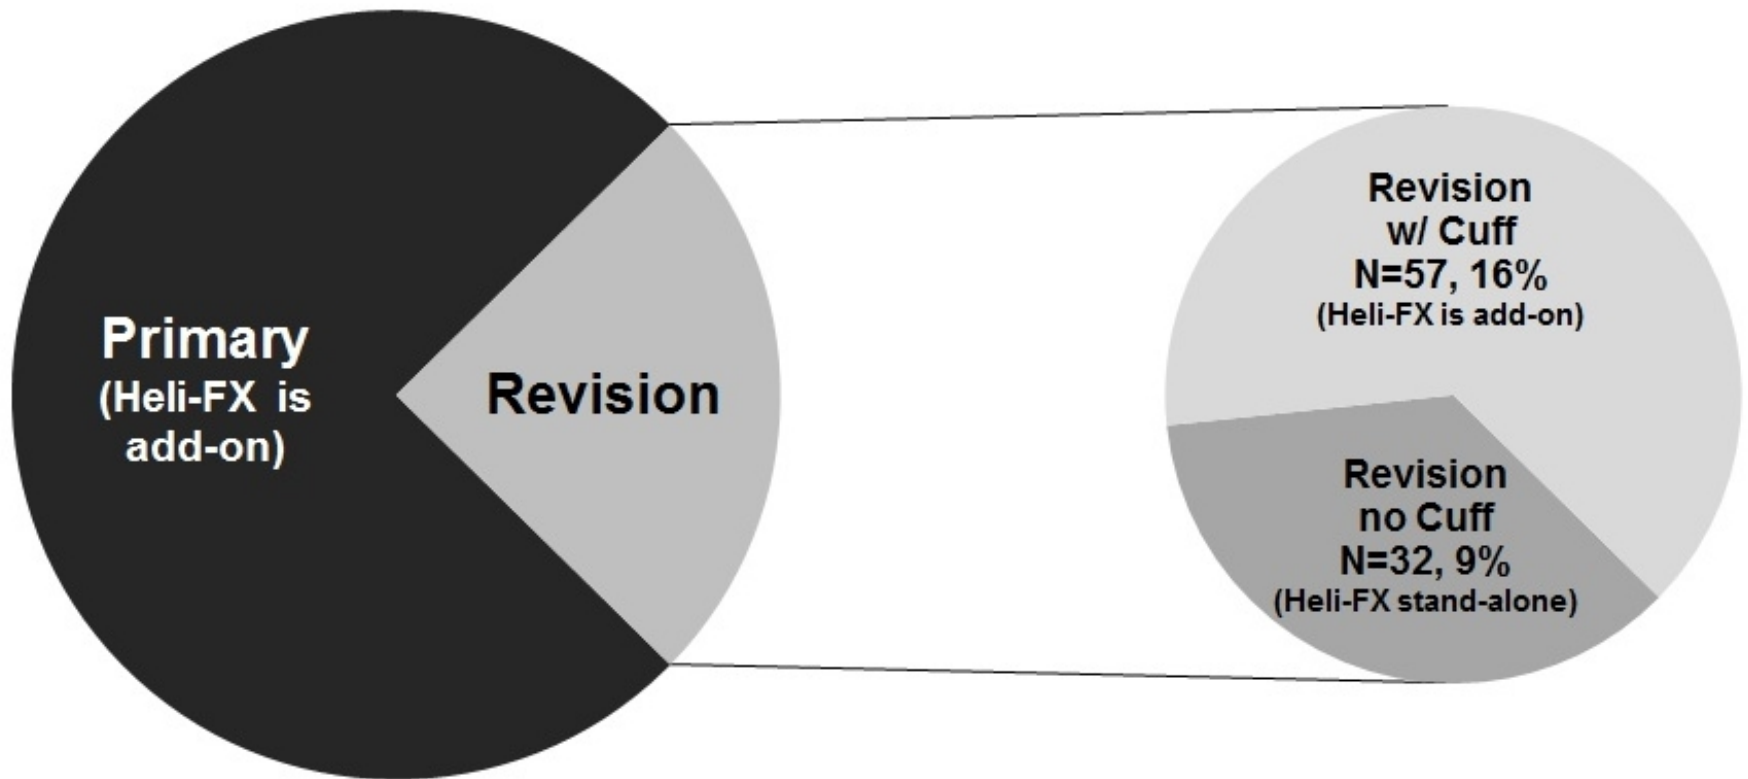 Primary
(Heli-FX is
add-on)
Revision
Revision
w/ Cuff
N=57, 16%
(Heli-FX is add-on)
Revision
no Cuff
N=32, 9%
(Heli-FX stand-alone)